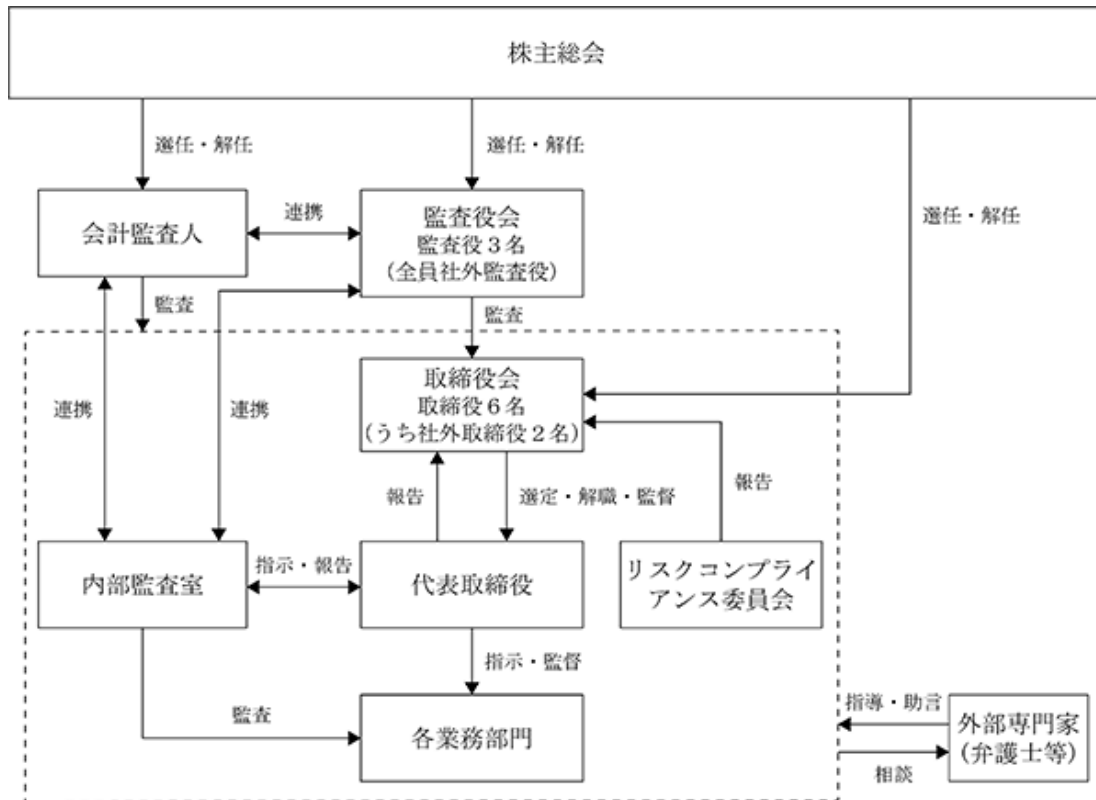 株主総会
選任・解任
選任・解任
選任・解任
会計監査人
連携
監査役会
監査役３名
(全員社外監査役)
監査
監査
取締役会
取締役６名
(うち社外取締役２名)
連携
連携
報告
選定・解職・監督
報告
内部監査室
指示・報告
代表取締役
リスクコンプライ
アンス委員会
指示・監督
監査
各業務部門
指導・助言
外部専門家
(弁護士等)
相談